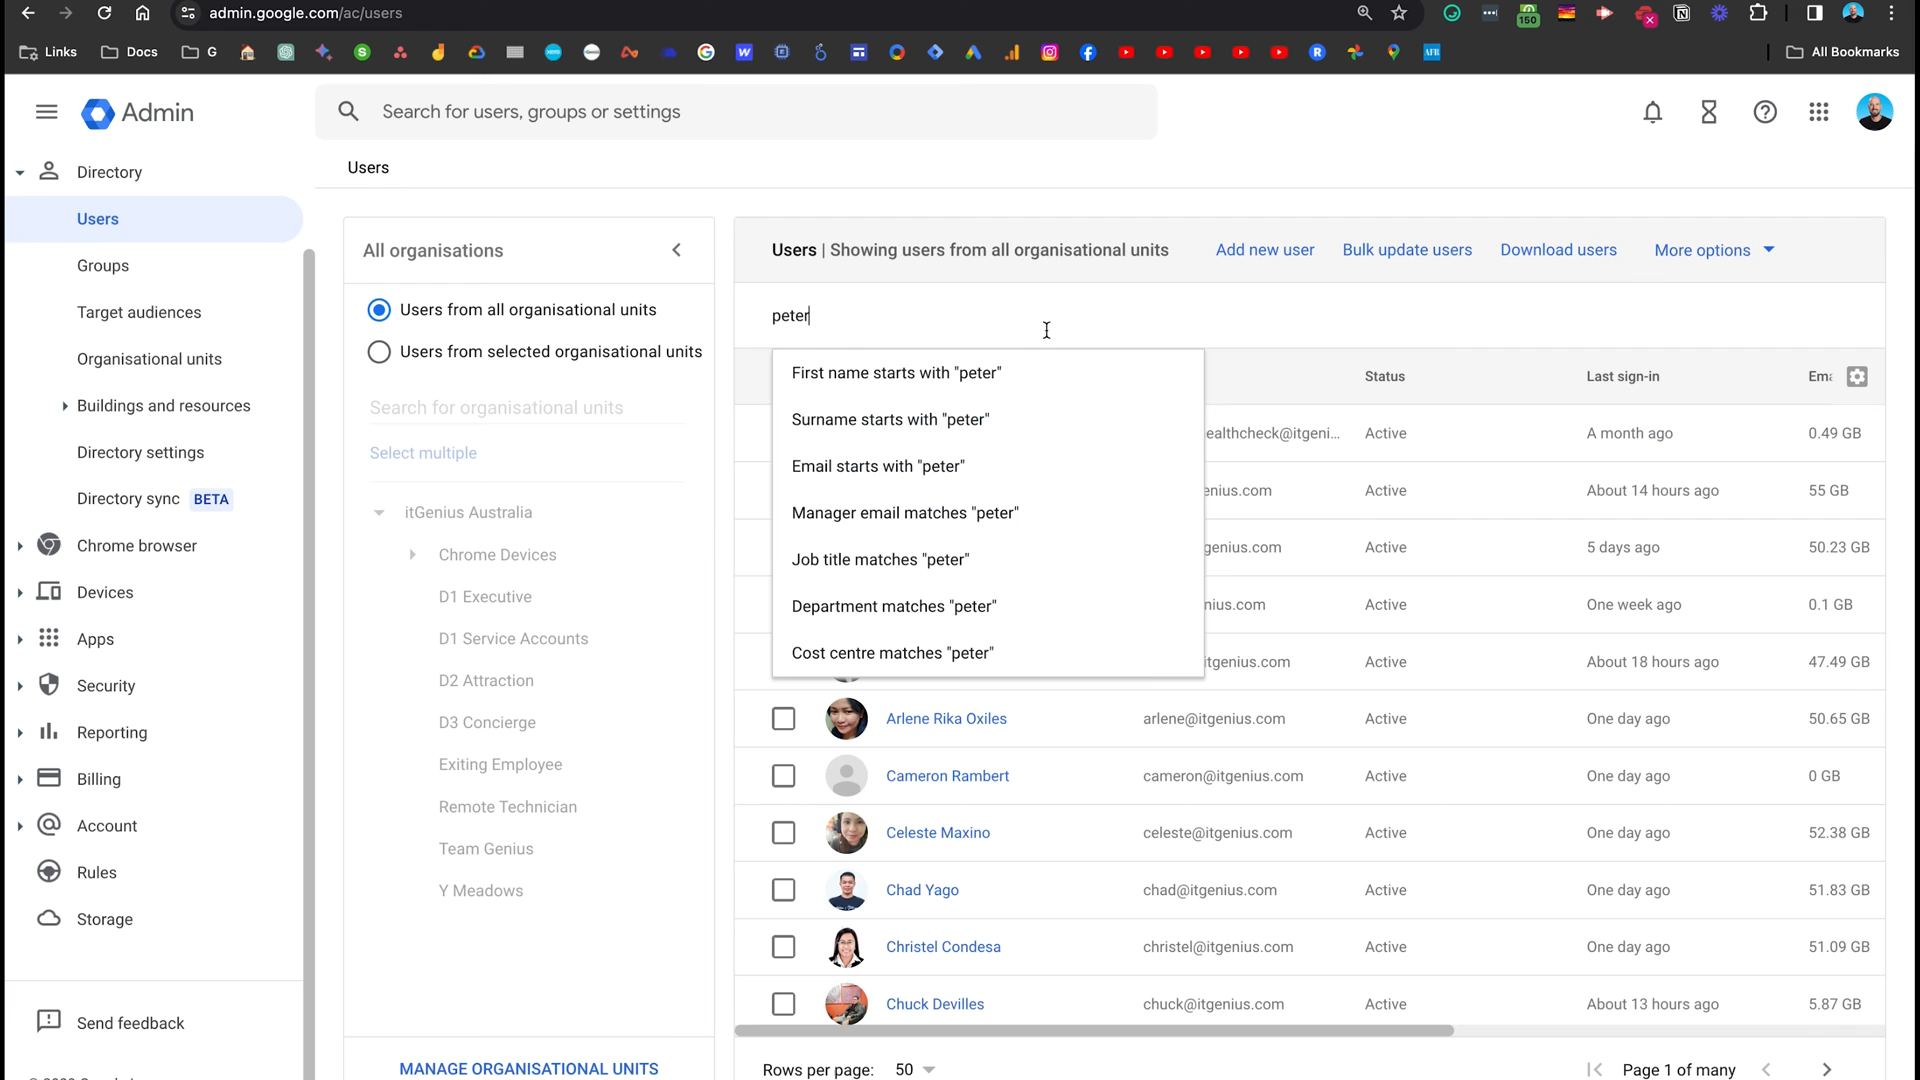 admin.google.com/ac/users
150
Links
Docs
G
AFR
All Bookmarks
Admin
Search for users, groups or settings
Directory
Users
Groups
Target audiences
Organisational units
Buildings and resources
Directory settings
Directory sync BETA
Chrome browser
Devices
Apps
Security
Reporting
Billing
Account
Rules
Storage
Send feedback
Users
All organisations
Users from all organisational units
Users from selected organisational units
Search for organisational units
Select multiple
itGenius Australia
Chrome Devices
D1 Executive
D1 Service Accounts
D2 Attraction
D3 Concierge
Exiting Employee
Remote Technician
Team Genius
Y Meadows
MANAGE ORGANISATIONAL UNITS
Users | Showing users from all organisational units
Add new user
Bulk update users
Download users
More options
peter
First name starts with "peter"
Surname starts with "peter"
Email starts with "peter"
Manager email matches "peter"
Job title matches "peter"
Department matches "peter"
Cost centre matches "peter"
Status Last sign-in Ema
ealthcheck@itgeni... Active A month ago 0.49 GB
enius.com Active About 14 hours ago 55 GB
genius.com Active 5 days ago 50.23 GB
nius.com Active One week ago 0.1 GB
itgenius.com Active About 18 hours ago 47.49 GB
Arlene Rika Oxiles arlene@itgenius.com Active One day ago 50.65 GB
Cameron Rambert cameron@itgenius.com Active One day ago 0 GB
Celeste Maxino celeste@itgenius.com Active One day ago 52.38 GB
Chad Yago chad@itgenius.com Active One day ago 51.83 GB
Christel Condesa christel@itgenius.com Active One day ago 51.09 GB
Chuck Devilles chuck@itgenius.com Active About 13 hours ago 5.87 GB
Rows per page: 50
Page 1 of many